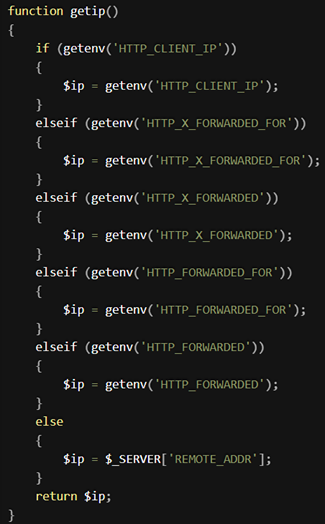 function getip()
{
    if (getenv('HTTP_CLIENT_IP'))
    {
        $ip = getenv('HTTP_CLIENT_IP');
    }
    elseif (getenv('HTTP_X_FORWARDED_FOR'))
    {
        $ip = getenv('HTTP_X_FORWARDED_FOR');
    }
    elseif (getenv('HTTP_X_FORWARDED'))
    {
        $ip = getenv('HTTP_X_FORWARDED');
    }
    elseif (getenv('HTTP_FORWARDED_FOR'))
    {
        $ip = getenv('HTTP_FORWARDED_FOR');
    }
    elseif (getenv('HTTP_FORWARDED'))
    {
        $ip = getenv('HTTP_FORWARDED');
    }
    else
    {
        $ip = $_SERVER['REMOTE_ADDR'];
    }
    return $ip;
}